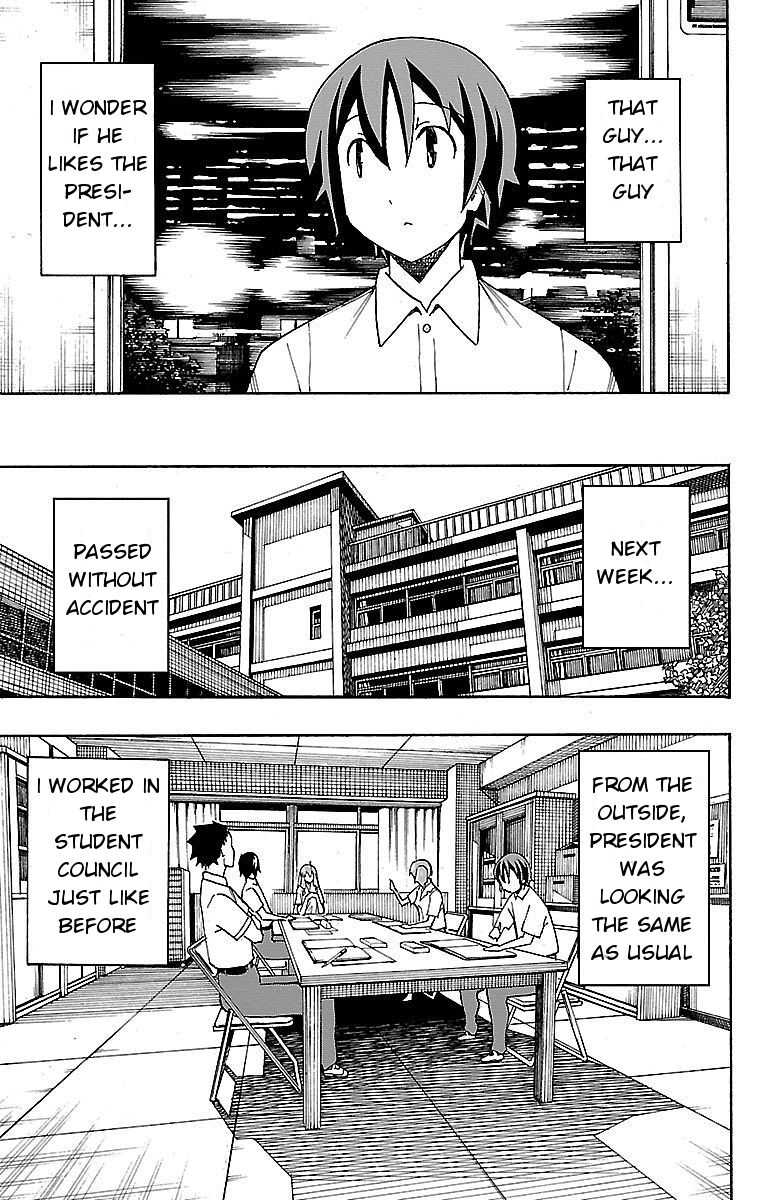 THAT
GUY...
THAT
GUY
I WONDER
IF HE
LIKES THE
PRESI-
DENT...
NEXT
WEEK...
PASSED
WITHOUT
ACCIDENT
FROM THE
OUTSIDE,
PRESIDENT
WAS
LOOKING
THE SAME
AS USUAL
I WORKED IN
THE
STUDENT
COUNCIL
JUST LIKE
BEFORE